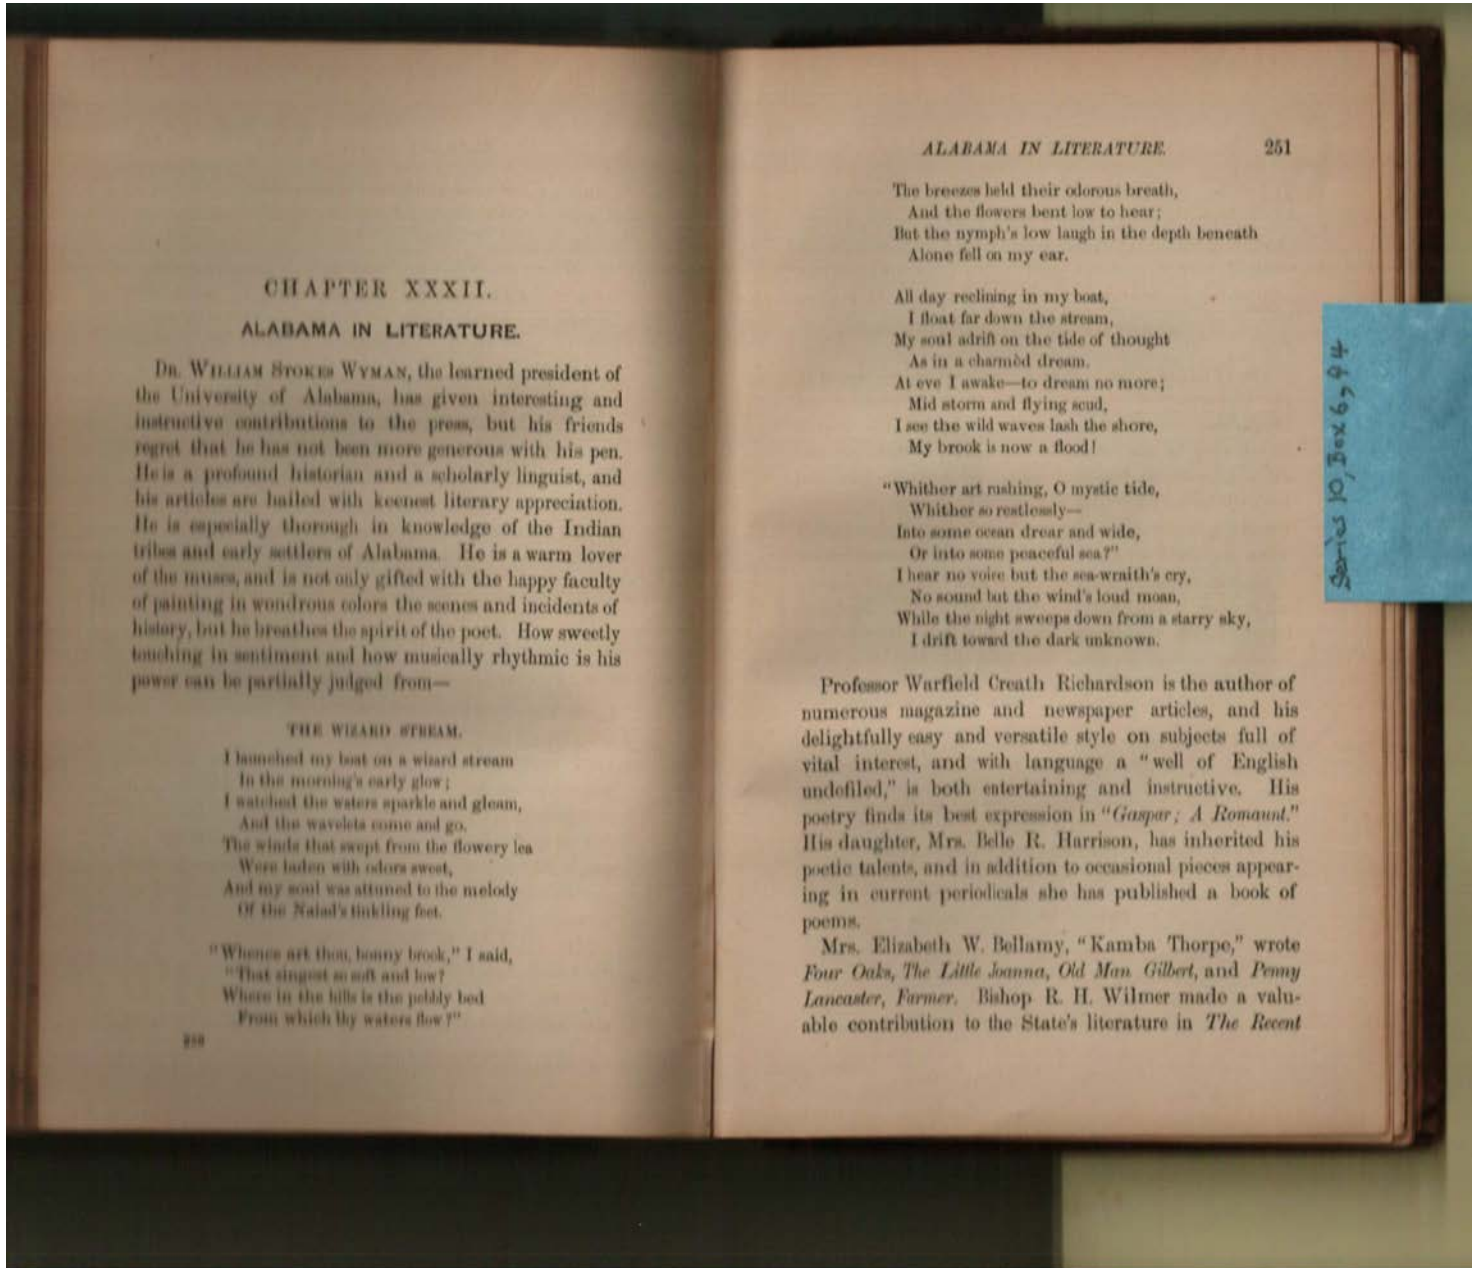 CHAPTER XXXII.
ALABAMA IN LITERATURE.
DR. WILLIAM STOKES WYMAN, the learned president of
the University of Alabama, has given interesting and
instructive contributions to the press, but his friends
regret that he has not been more generous with his pen.
He is a profound historian and a scholarly linguist, and
his articles are hailed with keenest literary appreciation.
He is especially thorough in knowledge of the Indian
tribes and early settlers of Alabama. He is a warm lover
of the muses, and is not only gifted with the happy faculty
of painting in wondrous colors the scenes and incidents of
history, but he breathes the spirit of the poet. How sweetly
touching in sentiment and how musically rhythmic is his
power can be partially judged from—
THE WIZARD STREAM.
I launched my boat on a wizard stream
In the morning's early glow;
I watched the waters sparkle and gleam,
And the wavelets come and go.
The winds that swept from the flowery lea
Were laden with odors sweet,
And my soul was attuned to the melody
Of the Naiad's tinkling feet.
"Whence art thou, bonny brook," I said,
"That singest so soft and low?
Where in the hills is the pebbly bed
From which thy waters flow?"
250
ALABAMA IN LITERATURE. 251
The breezes held their odorous breath,
And the flowers bent low to hear;
But the nymph's low laugh in the depth beneath
Alone fell on my ear.
All day reclining in my boat,
I float far down the stream,
My soul adrift on the tide of thought
As in a charmèd dream.
At eve I awake—to dream no more;
Mid storm and flying scud,
I see the wild waves lash the shore,
My brook is now a flood!
"Whither art rushing, O mystic tide,
Whither so restlessly—
Into some ocean drear and wide,
Or into some peaceful sea?"
I hear no voice but the sea-wraith's cry,
No sound but the wind's loud moan,
While the night sweeps down from a starry sky,
I drift toward the dark unknown.
Professor Warfield Creath Richardson is the author of
numerous magazine and newspaper articles, and his
delightfully easy and versatile style on subjects full of
vital interest, and with language a "well of English
undefiled," is both entertaining and instructive. His
poetry finds its best expression in "Gaspar; A Romaunt."
His daughter, Mrs. Belle R. Harrison, has inherited his
poetic talents, and in addition to occasional pieces appear-
ing in current periodicals she has published a book of
poems.
Mrs. Elizabeth W. Bellamy, "Kamba Thorpe," wrote
Four Oaks, The Little Joanna, Old Man Gilbert, and Penny
Lancaster, Farmer. Bishop R. H. Wilmer made a valu-
able contribution to the State's literature in The Recent
Series 10, Box 6, 94